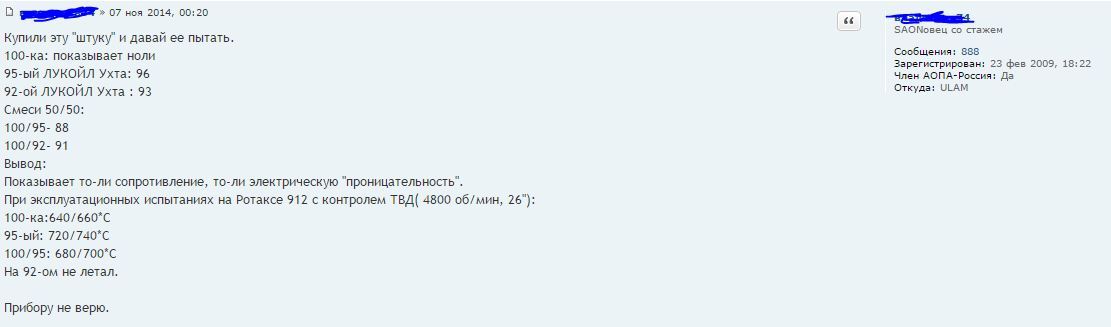 » 07 ноя 2014, 00:20
Купили эту "штуку" и давай ее пытать.
100-ка: показывает ноли
95-ый ЛУКОЙЛ Ухта: 96
92-ой ЛУКОЙЛ Ухта : 93
Смеси 50/50:
100/95- 88
100/92- 91
Вывод:
Показывает то-ли сопротивление, то-ли электрическую "проницательность".
При эксплуатационных испытаниях на Ротаксе 912 с контролем ТВД( 4800 об/мин, 26"):
100-ка:640/660*С
95-ый: 720/740*С
100/95: 680/700*С
На 92-ом не летал.
Прибору не верю.
SAONовец со стажем
Сообщения: 888
Зарегистрирован: 23 фев 2009, 18:22
Член АОПА-Россия: Да
Откуда: ULAM